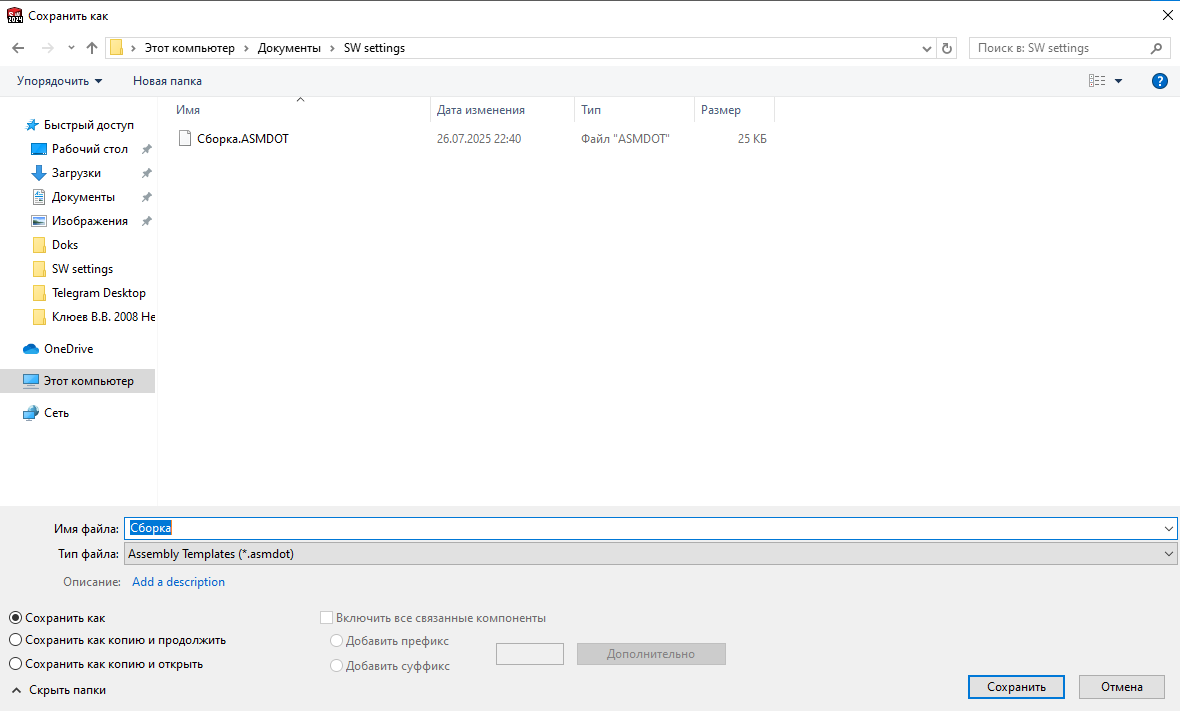 SW 2024 Сохранить как
Этот компьютер > Документы > SW settings
Поиск в: SW settings
Упорядочить
Новая папка
Имя
Дата изменения
Тип
Размер
Сборка.ASMDOT
26.07.2025 22:40
Файл "ASMDOT"
25 КБ
Быстрый доступ
Рабочий стол
Загрузки
Документы
Изображения
Doks
SW settings
Telegram Desktop
Клюев В.В. 2008 Не
OneDrive
Этот компьютер
Сеть
Имя файла: Сборка
Тип файла: Assembly Templates (*.asmdot)
Описание: Add a description
Сохранить как
Сохранить как копию и продолжить
Сохранить как копию и открыть
Включить все связанные компоненты
Добавить префикс
Добавить суффикс
Дополнительно
Скрыть папки
Сохранить
Отмена